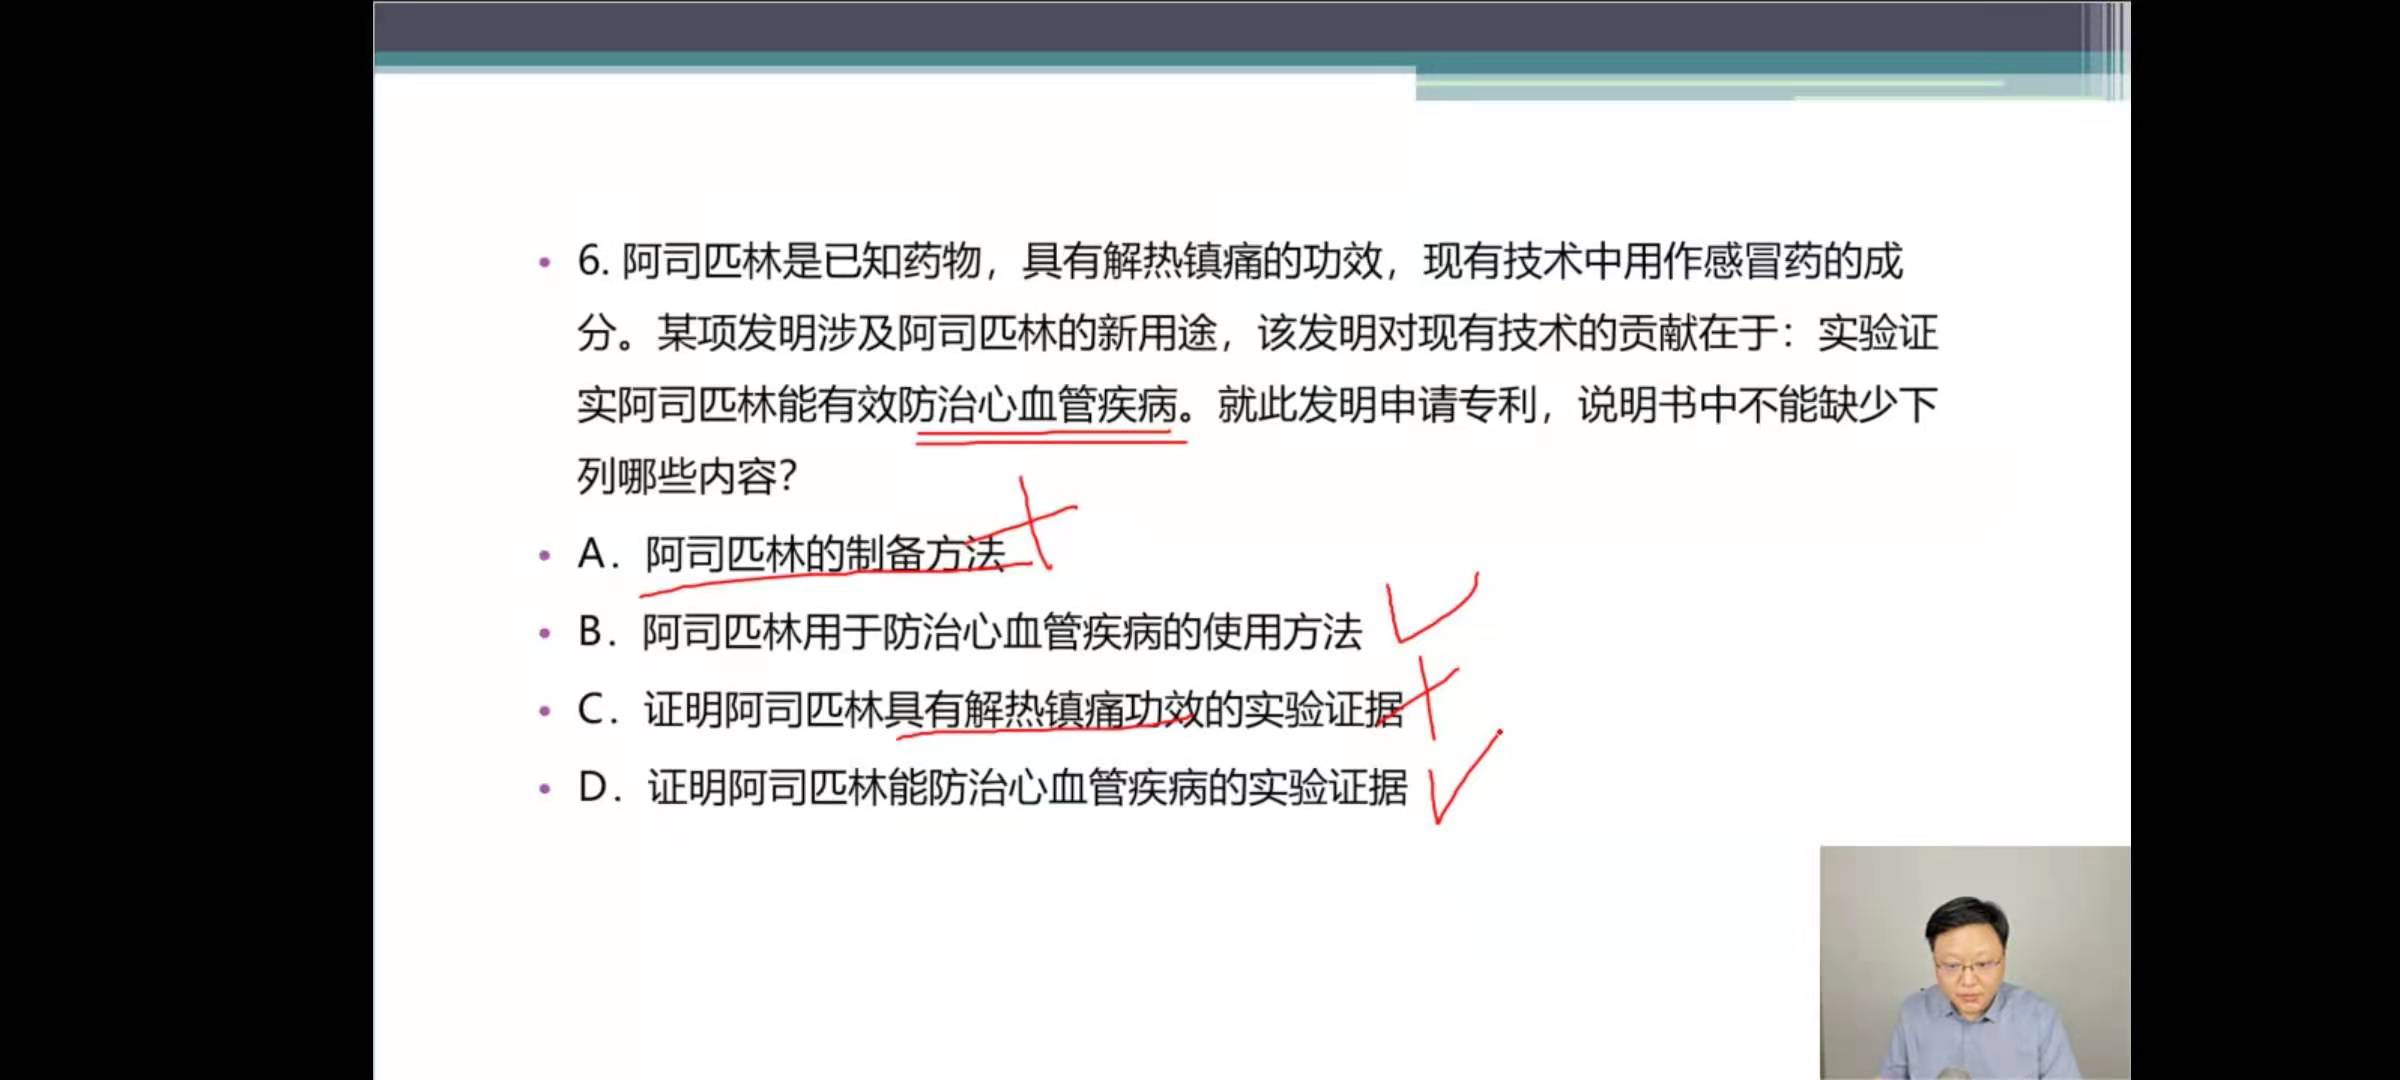 6. 阿司匹林是已知药物，具有解热镇痛的功效，现有技术中用作感冒药的成
分。某项发明涉及阿司匹林的新用途，该发明对现有技术的贡献在于：实验证
实阿司匹林能有效防治心血管疾病。就此发明申请专利，说明书中不能缺少下
列哪些内容？
A．阿司匹林的制备方法
B．阿司匹林用于防治心血管疾病的使用方法
C．证明阿司匹林具有解热镇痛功效的实验证据
D．证明阿司匹林能防治心血管疾病的实验证据